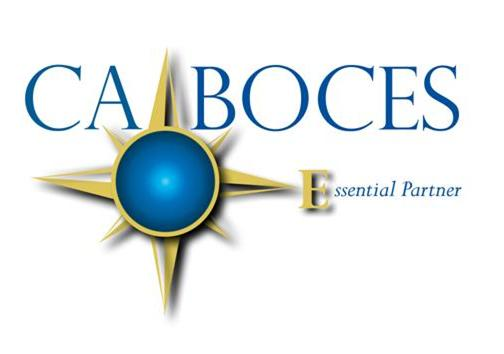 CA BOCES
Essential Partner